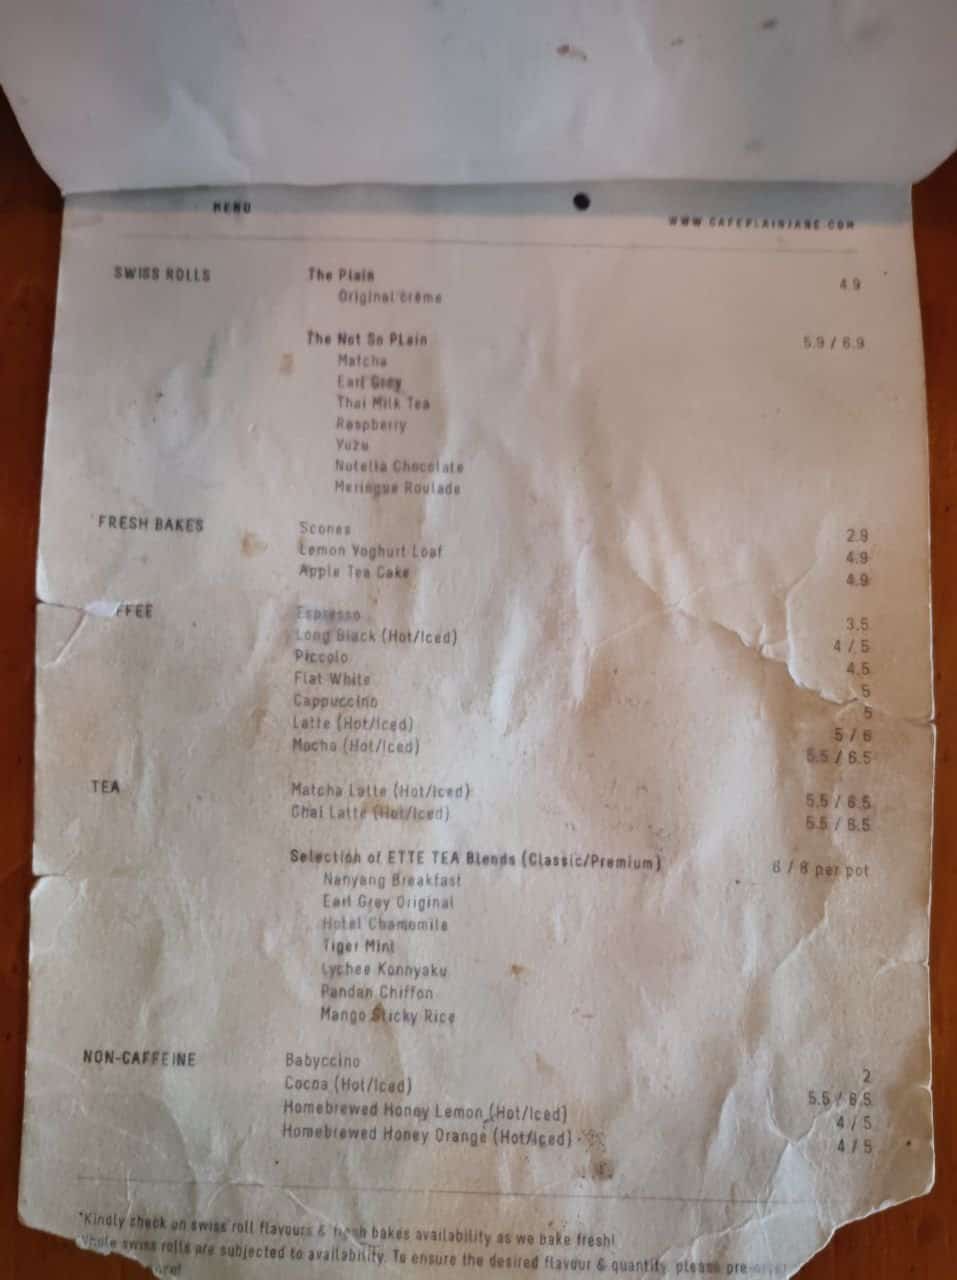 MENU
WWW.CAFEPLAINJANE.COM
SWISS ROLLS The Plain 4.9
Original crème
The Not So Plain 5.9 / 6.9
Matcha
Earl Grey
Thai Milk Tea
Raspberry
Yuzu
Nutella Chocolate
Meringue Roulade
FRESH BAKES Scones 2.9
Lemon Yoghurt Loaf 4.9
Apple Tea Cake 4.9
FFEE Espresso 3.5
Long Black (Hot/Iced) 4 / 5
Piccolo 4.5
Flat White 5
Cappuccino 5
Latte (Hot/Iced) 5 / 6
Mocha (Hot/Iced) 5.5 / 6.5
TEA Matcha Latte (Hot/Iced) 5.5 / 6.5
Chai Latte (Hot/Iced) 5.5 / 6.5
Selection of ETTE TEA Blends (Classic/Premium) 6 / 8 per pot
Nanyang Breakfast
Earl Grey Original
Hotel Chamomile
Tiger Mint
Lychee Konnyaku
Pandan Chiffon
Mango Sticky Rice
NON-CAFFEINE Babyccino 2
Cocoa (Hot/Iced) 5.5 / 6.5
Homebrewed Honey Lemon (Hot/Iced) 4 / 5
Homebrewed Honey Orange (Hot/Iced) 4 / 5
*Kindly check on swiss roll flavours & fresh bakes availability as we bake fresh!
Whole swiss rolls are subjected to availability. To ensure the desired flavour & quantity, please pre-order